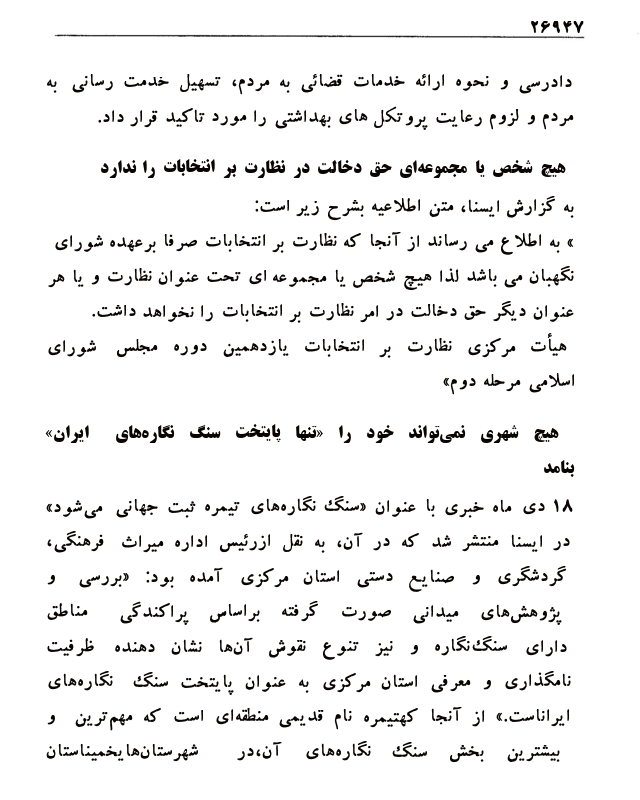 ۲۶۹۴۷
دادرسی و نحوه ارائه خدمات قضائی به مردم، تسهیل خدمت رسانی به
مردم و لزوم رعایت پروتکل های بهداشتی را مورد تاکید قرار داد.
هیچ شخص یا مجموعه‌ای حق دخالت در نظارت بر انتخابات را ندارد
به گزارش ایسنا، متن اطلاعیه بشرح زیر است:
» به اطلاع می رساند از آنجا که نظارت بر انتخابات صرفا برعهده شورای
نگهبان می باشد لذا هیچ شخص یا مجموعه ای تحت عنوان نظارت و یا هر
عنوان دیگر حق دخالت در امر نظارت بر انتخابات را نخواهد داشت.
هیأت مرکزی نظارت بر انتخابات یازدهمین دوره مجلس شورای
اسلامی مرحله دوم»
هیچ شهری نمی‌تواند خود را «تنها پایتخت سنگ نگاره‌های ایران»
بنامد
۱۸ دی ماه خبری با عنوان «سنگ نگاره‌های تیمره ثبت جهانی می‌شود»
در ایسنا منتشر شد که در آن، به نقل ازرئیس اداره میراث فرهنگی،
گردشگری و صنایع دستی استان مرکزی آمده بود: «بررسی و
پژوهش‌های میدانی صورت گرفته براساس پراکندگی مناطق
دارای سنگ‌نگاره و نیز تنوع نقوش آن‌ها نشان دهنده ظرفیت
نامگذاری و معرفی استان مرکزی به عنوان پایتخت سنگ نگاره‌های
ایراناست.» از آنجا کهتیمره نام قدیمی منطقه‌ای است که مهم‌ترین و
بیشترین بخش سنگ نگاره‌های آن،در شهرستان‌هایخمیناستان